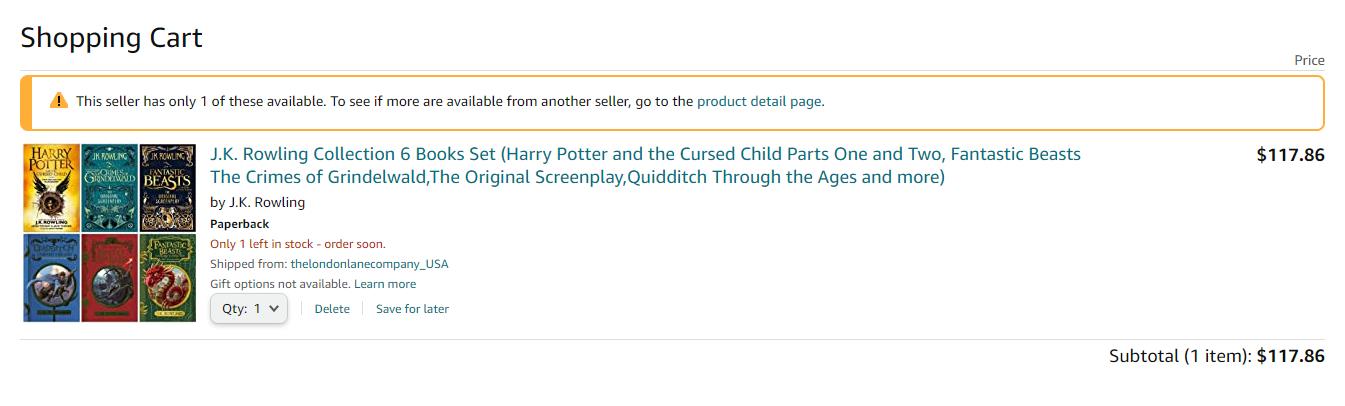 Shopping Cart
Price
This seller has only 1 of these available. To see if more are available from another seller, go to the product detail page.
J.K. Rowling Collection 6 Books Set (Harry Potter and the Cursed Child Parts One and Two, Fantastic Beasts
$117.86
The Crimes of Grindelwald,The Original Screenplay,Quidditch Through the Ages and more)
by J.K. Rowling
Paperback
Only 1 left in stock - order soon.
Shipped from: thelondonlanecompany_USA
Gift options not available. Learn more
Qty: 1
Delete
Save for later
Subtotal (1 item): $117.86
HARRY
POTTER
J.K. ROWLING
J.K. ROWLING
J.K. ROWLING
FANTASTIC
BEASTS
FANTASTIC
BEASTS
J.K. ROWLING